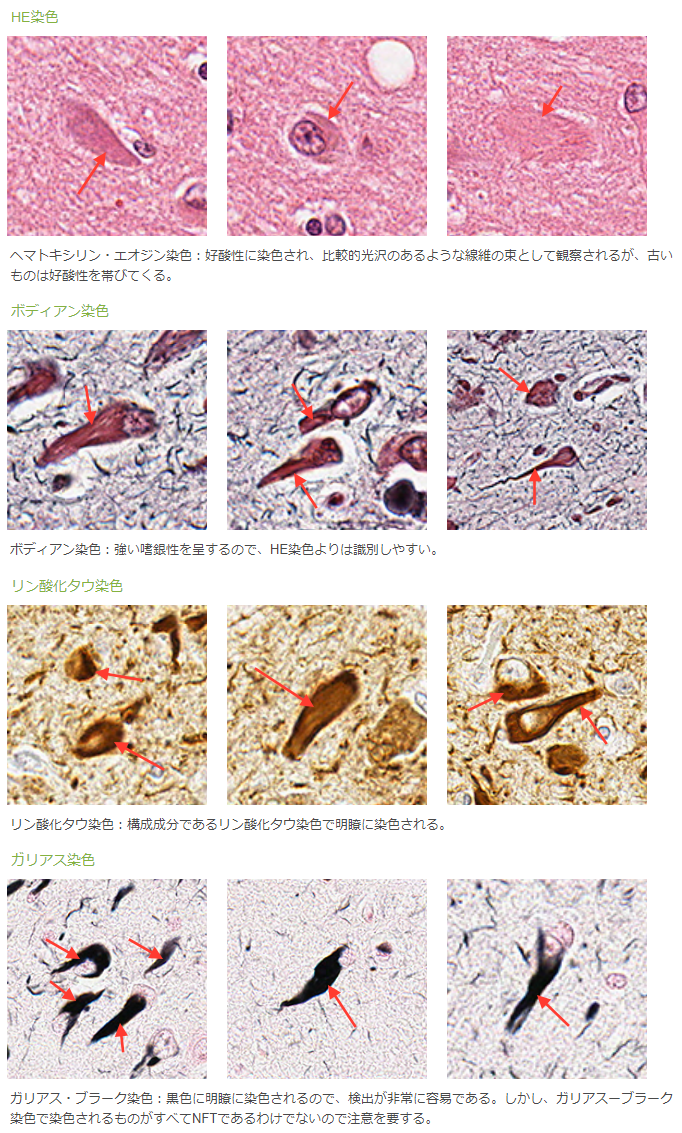 HE染色
ヘマトキシリン・エオジン染色：好酸性に染色され、比較的光沢のあるような線維の束として観察されるが、古い
ものは好酸性を帯びてくる。
ボディアン染色
ボディアン染色：強い嗜銀性を呈するので、HE染色よりは識別しやすい。
リン酸化タウ染色
リン酸化タウ染色：構成成分であるリン酸化タウ染色で明瞭に染色される。
ガリアス染色
ガリアス・ブラーク染色：黒色に明瞭に染色されるので、検出が非常に容易である。しかし、ガリアスーブラーク
染色で染色されるものがすべてNFTであるわけでないので注意を要する。